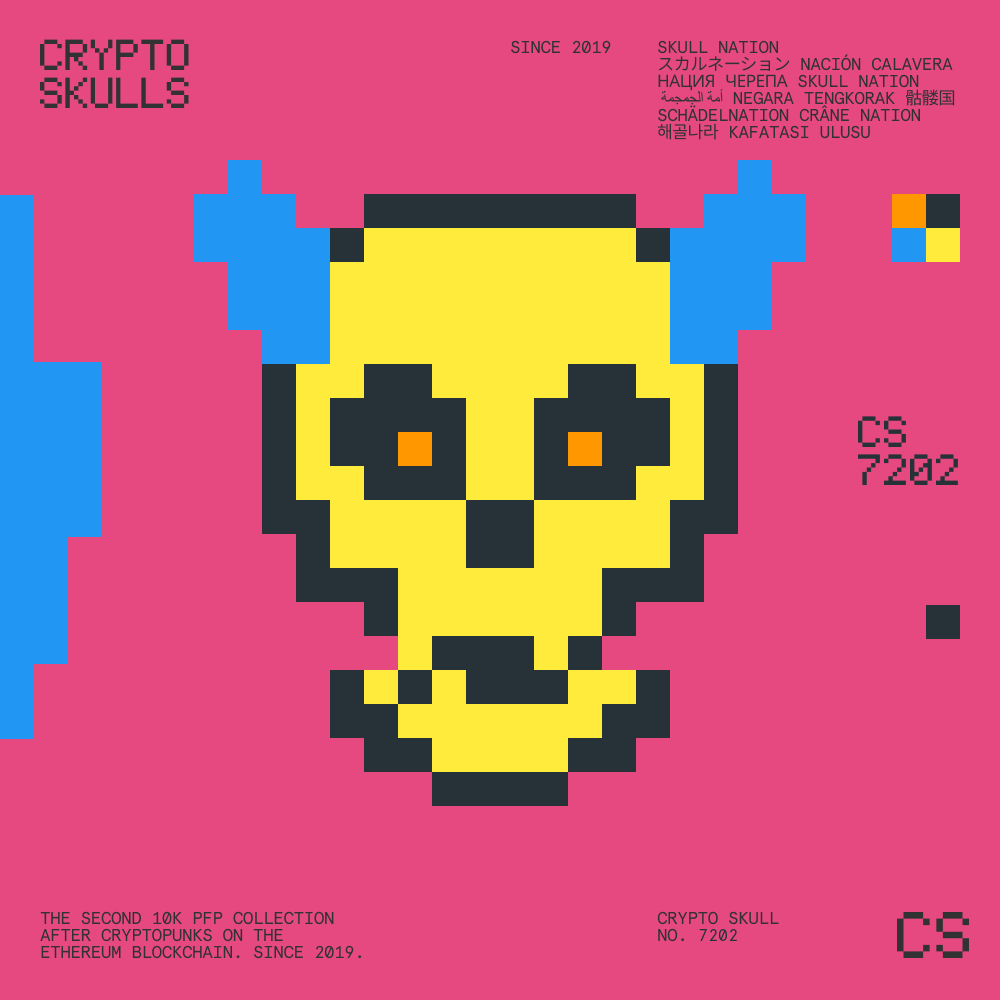 CRYPTO
SKULLS
SINCE 2019
SKULL NATION
スカルネーション NACIÓN CALAVERA
НАЦИЯ ЧЕРЕПА SKULL NATION
أمة الجمجمة NEGARA TENGKORAK 骷髅国
SCHÄDELNATION CRÂNE NATION
해골나라 KAFATASI ULUSU
CS
7202
THE SECOND 10K PFP COLLECTION
AFTER CRYPTOPUNKS ON THE
ETHEREUM BLOCKCHAIN. SINCE 2019.
CRYPTO SKULL
NO. 7202
CS